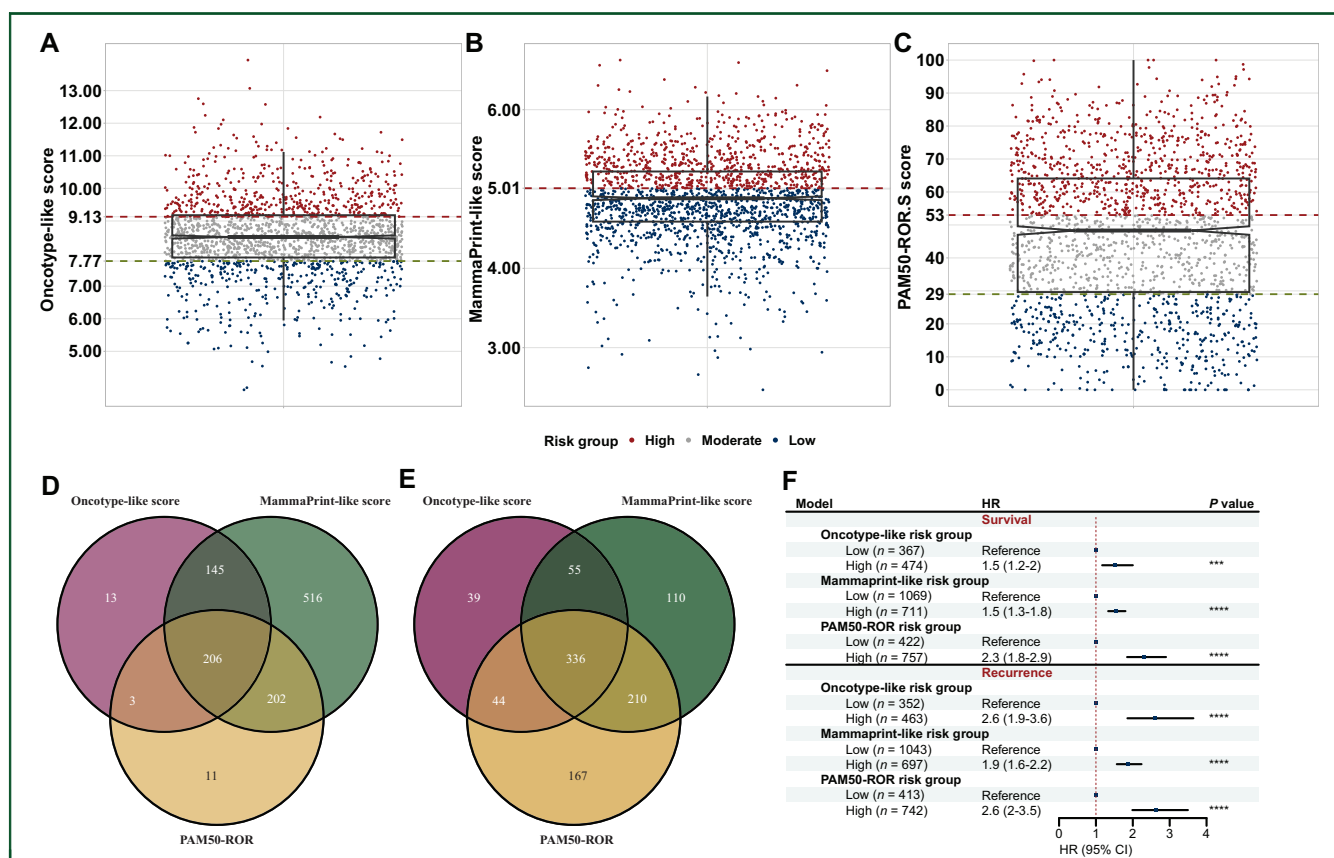 A
Oncotype-like score
13.00
12.00
11.00
10.00
9.13
7.77
7.00
6.00
5.00
B
MammaPrint-like score
6.00
5.01
4.00
3.00
C
PAM50-ROR.S score
100
90
80
70
60
53
40
29
20
10
0
Risk group High Moderate Low
D
Oncotype-like score
MammaPrint-like score
145
13
516
206
3
202
11
PAM50-ROR
E
Oncotype-like score
MammaPrint-like score
55
39
110
336
44
210
167
PAM50-ROR
F
Model HR P value
Survival
Oncotype-like risk group
Low (n = 367) Reference
High (n = 474) 1.5 (1.2-2) ***
Mammaprint-like risk group
Low (n = 1069) Reference
High (n = 711) 1.5 (1.3-1.8) ****
PAM50-ROR risk group
Low (n = 422) Reference
High (n = 757) 2.3 (1.8-2.9) ****
Recurrence
Oncotype-like risk group
Low (n = 352) Reference
High (n = 463) 2.6 (1.9-3.6) ****
Mammaprint-like risk group
Low (n = 1043) Reference
High (n = 697) 1.9 (1.6-2.2) ****
PAM50-ROR risk group
Low (n = 413) Reference
High (n = 742) 2.6 (2-3.5) ****
0 1 2 3 4
HR (95% CI)